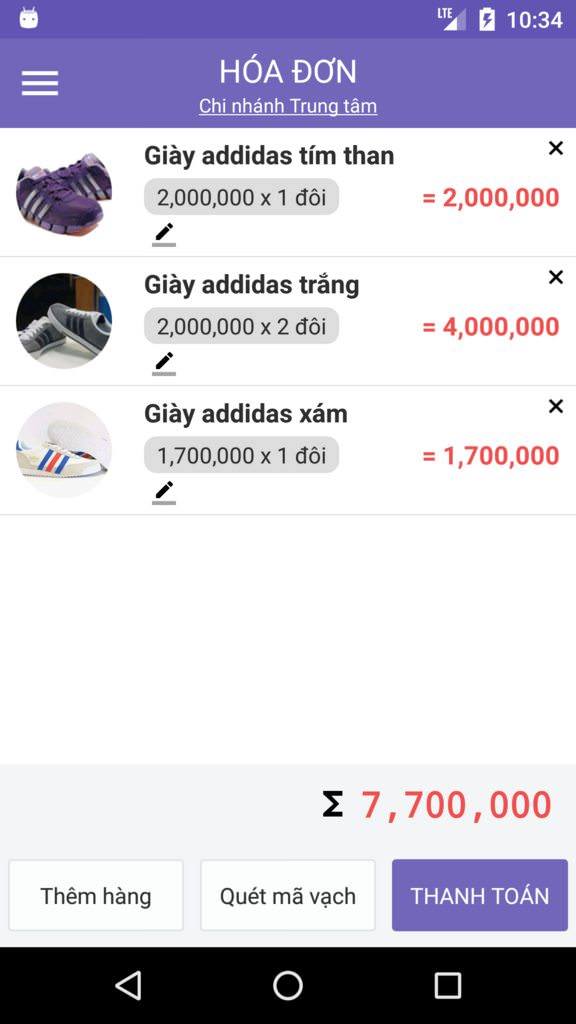 LTE 10:34
HÓA ĐƠN
Chi nhánh Trung tâm
Giày addidas tím than
2,000,000 x 1 đôi = 2,000,000
Giày addidas trắng
2,000,000 x 2 đôi = 4,000,000
Giày addidas xám
1,700,000 x 1 đôi = 1,700,000
Σ 7,700,000
Thêm hàng Quét mã vạch THANH TOÁN